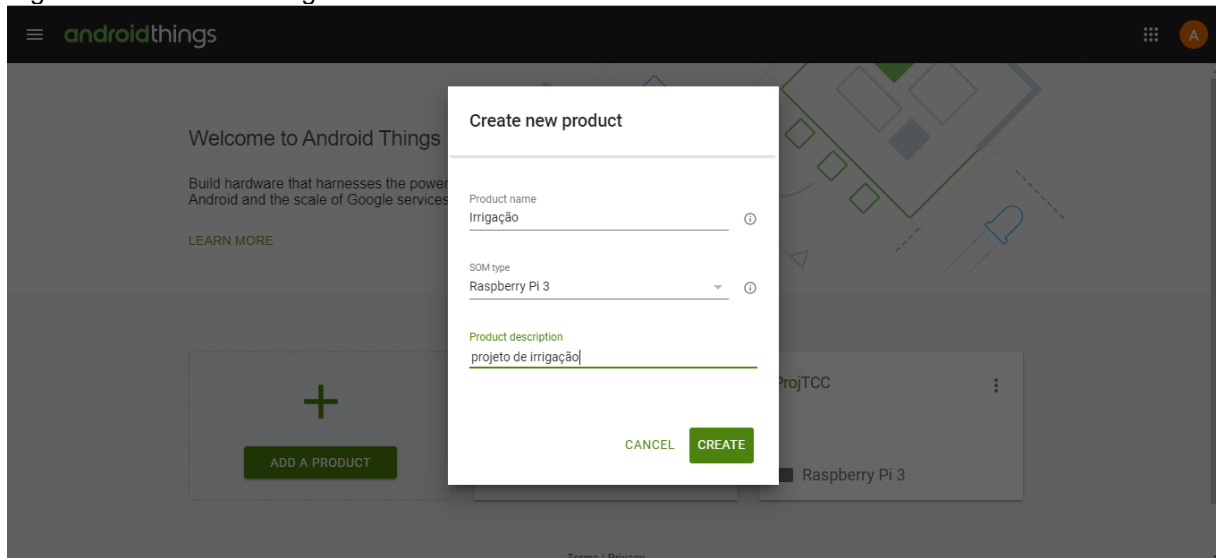 androidthings
A
Create new product
Welcome to Android Things
Build hardware that harnesses the power
Android and the scale of Google services
LEARN MORE
Product name
Irrigação
SOM type
Raspberry Pi 3
Product description
projeto de irrigação
CANCEL CREATE
ADD A PRODUCT
ProjTCC
Raspberry Pi 3
Terms | Privacy